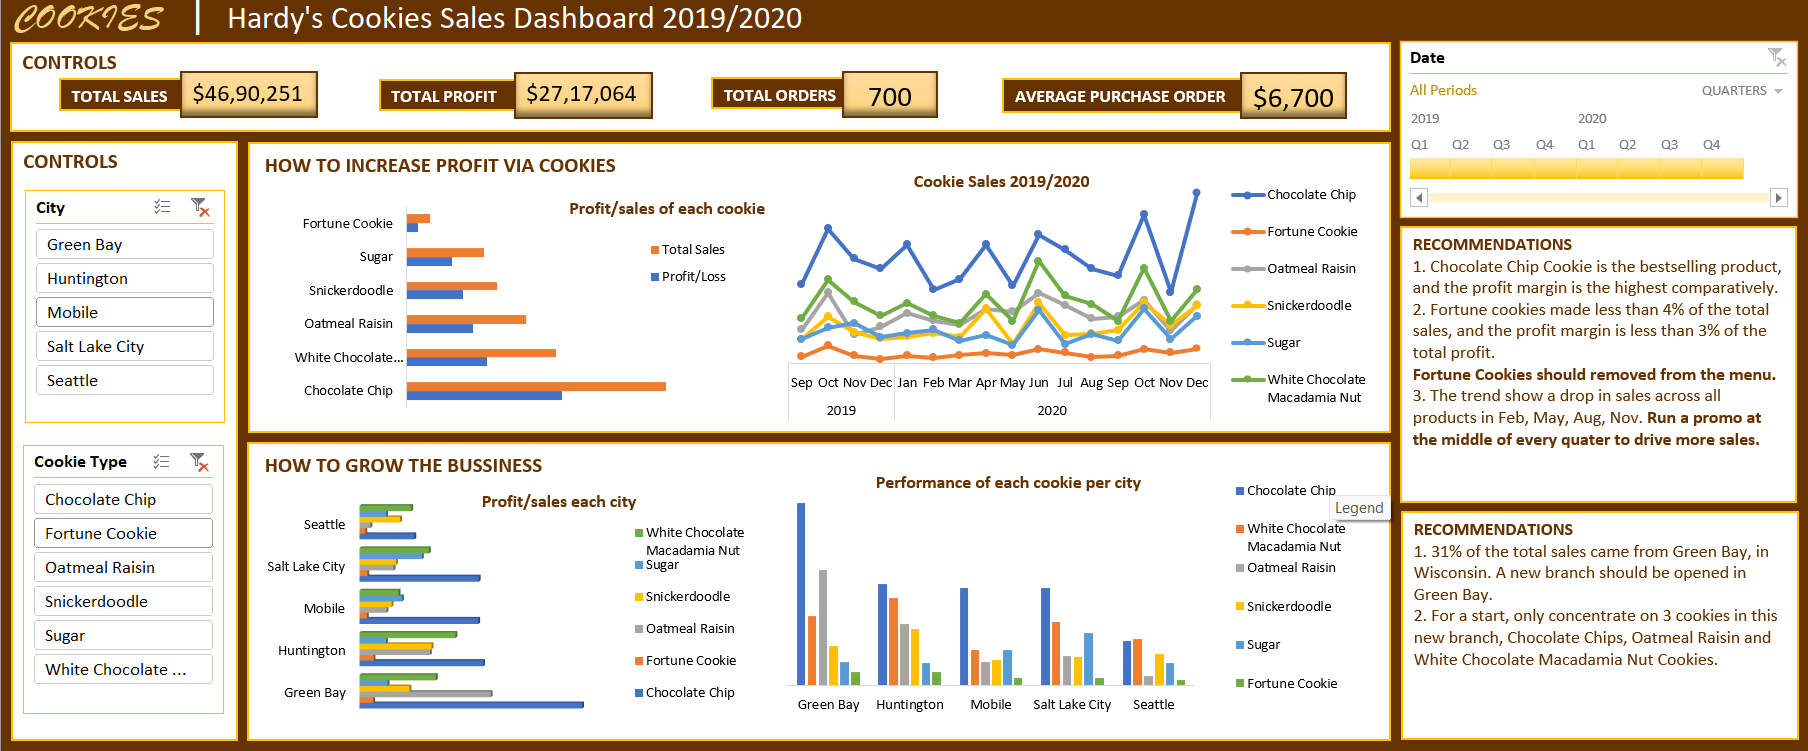 COOKIES
Hardy's Cookies Sales Dashboard 2019/2020
CONTROLS
TOTAL SALES
$46,90,251
TOTAL PROFIT
$27,17,064
TOTAL ORDERS
700
AVERAGE PURCHASE ORDER
$6,700
Date
All Periods
QUARTERS
2019
2020
Q1 Q2 Q3 Q4 Q1 Q2 Q3 Q4
CONTROLS
City
Green Bay
Huntington
Mobile
Salt Lake City
Seattle
Cookie Type
Chocolate Chip
Fortune Cookie
Oatmeal Raisin
Snickerdoodle
Sugar
White Chocolate ...
HOW TO INCREASE PROFIT VIA COOKIES
Profit/sales of each cookie
Fortune Cookie
Sugar
Snickerdoodle
Oatmeal Raisin
White Chocolate...
Chocolate Chip
Total Sales
Profit/Loss
Cookie Sales 2019/2020
Sep Oct Nov Dec Jan Feb Mar Apr May Jun Jul Aug Sep Oct Nov Dec
2019
2020
Chocolate Chip
Fortune Cookie
Oatmeal Raisin
Snickerdoodle
Sugar
White Chocolate
Macadamia Nut
RECOMMENDATIONS
1. Chocolate Chip Cookie is the bestselling product,
and the profit margin is the highest comparatively.
2. Fortune cookies made less than 4% of the total
sales, and the profit margin is less than 3% of the
total profit.
Fortune Cookies should removed from the menu.
3. The trend show a drop in sales across all
products in Feb, May, Aug, Nov. Run a promo at
the middle of every quater to drive more sales.
HOW TO GROW THE BUSSINESS
Profit/sales each city
Seattle
Salt Lake City
Mobile
Huntington
Green Bay
White Chocolate
Macadamia Nut
Sugar
Snickerdoodle
Oatmeal Raisin
Fortune Cookie
Chocolate Chip
Performance of each cookie per city
Green Bay
Huntington
Mobile
Salt Lake City
Seattle
Chocolate Chip
Legend
White Chocolate
Macadamia Nut
Oatmeal Raisin
Snickerdoodle
Sugar
Fortune Cookie
RECOMMENDATIONS
1. 31% of the total sales came from Green Bay, in
Wisconsin. A new branch should be opened in
Green Bay.
2. For a start, only concentrate on 3 cookies in this
new branch, Chocolate Chips, Oatmeal Raisin and
White Chocolate Macadamia Nut Cookies.